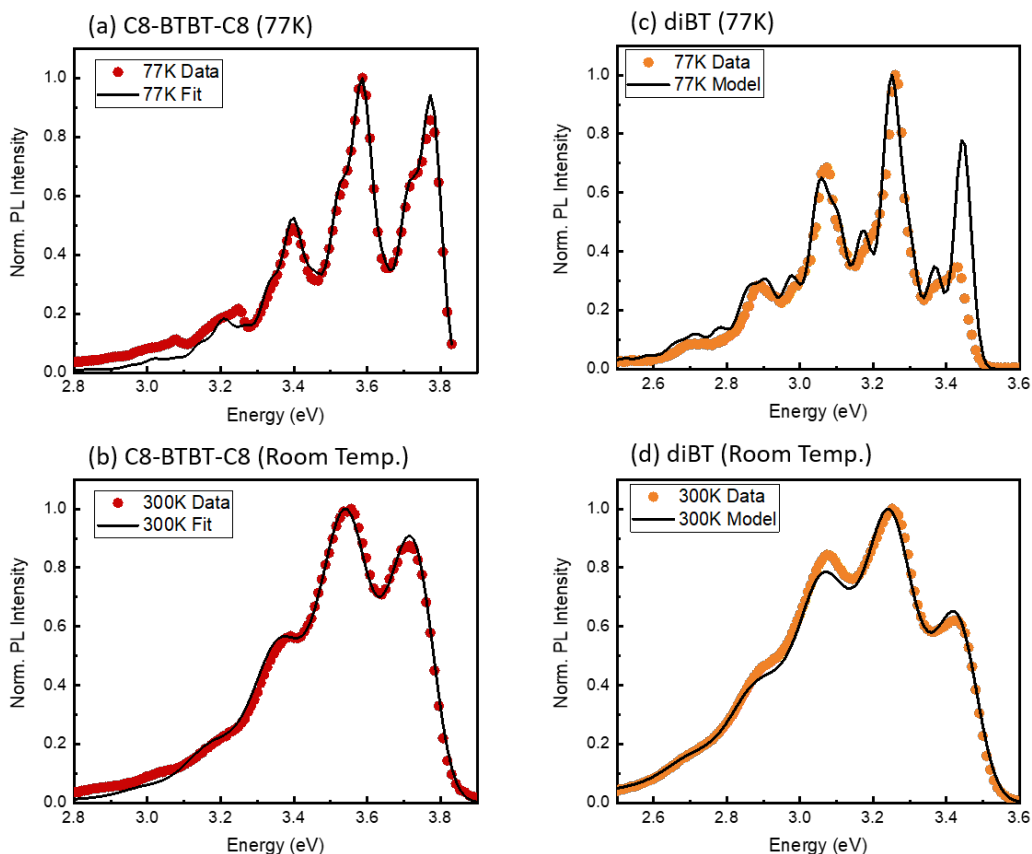 (a) C8-BTBT-C8 (77K)
77K Data
77K Fit
Norm. PL Intensity
1.0
0.8
0.6
0.4
0.2
0.0
2.8 3.0 3.2 3.4 3.6 3.8
Energy (eV)
(c) diBT (77K)
77K Data
77K Model
Norm. PL Intensity
1.0
0.8
0.6
0.4
0.2
0.0
2.6 2.8 3.0 3.2 3.4 3.6
Energy (eV)
(b) C8-BTBT-C8 (Room Temp.)
300K Data
300K Fit
Norm. PL Intensity
1.0
0.8
0.6
0.4
0.2
0.0
2.8 3.0 3.2 3.4 3.6 3.8
Energy (eV)
(d) diBT (Room Temp.)
300K Data
300K Model
Norm. PL Intensity
1.0
0.8
0.6
0.4
0.2
0.0
2.6 2.8 3.0 3.2 3.4 3.6
Energy (eV)